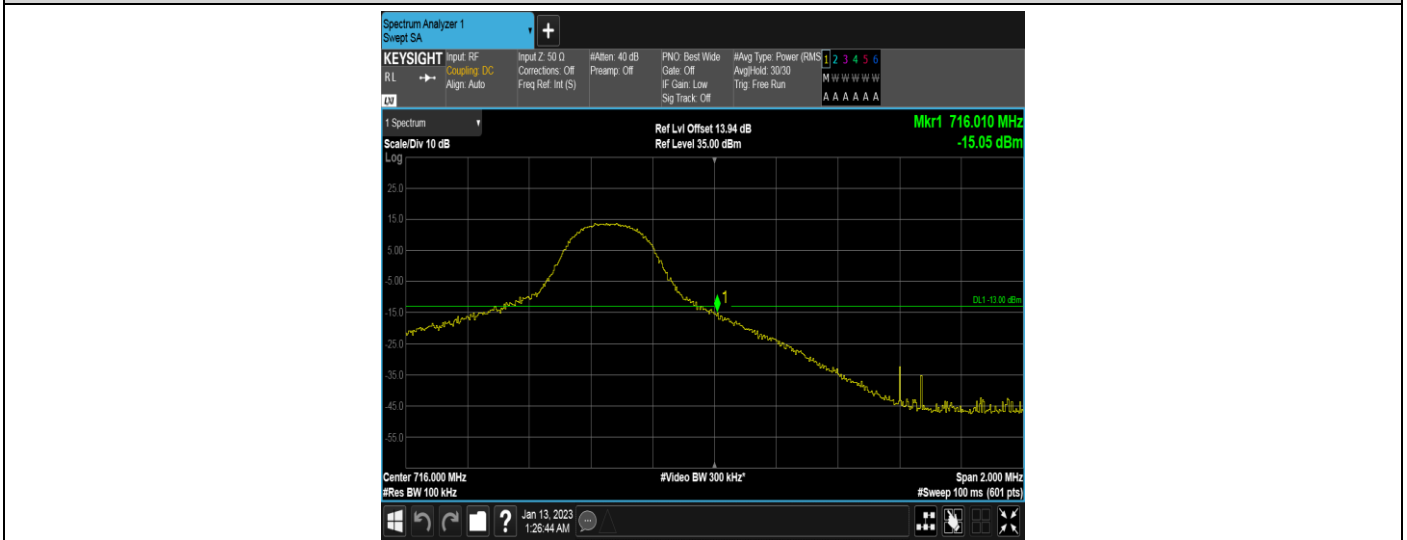 Spectrum Analyzer 1
Swept SA
+
KEYSIGHT
RL
LXI
Input: RF
Coupling: DC
Align: Auto
Input Z: 50 Ω
Corrections: Off
Freq Ref: Int (S)
#Atten: 40 dB
Preamp: Off
PNO: Best Wide
Gate: Off
IF Gain: Low
Sig Track: Off
#Avg Type: Power (RMS
Avg|Hold: 30/30
Trig: Free Run
1 2 3 4 5 6
M W W W W W
A A A A A A
1 Spectrum
Scale/Div 10 dB
Ref Lvl Offset 13.94 dB
Ref Level 35.00 dBm
Mkr1 716.010 MHz
-15.05 dBm
Log
25.0
15.0
5.00
-5.00
-15.0
-25.0
-35.0
-45.0
-55.0
1
DL1 -13.00 dBm
Center 716.000 MHz
#Video BW 300 kHz*
Span 2.000 MHz
#Res BW 100 kHz
#Sweep 100 ms (601 pts)
?
Jan 13, 2023
1:26:44 AM